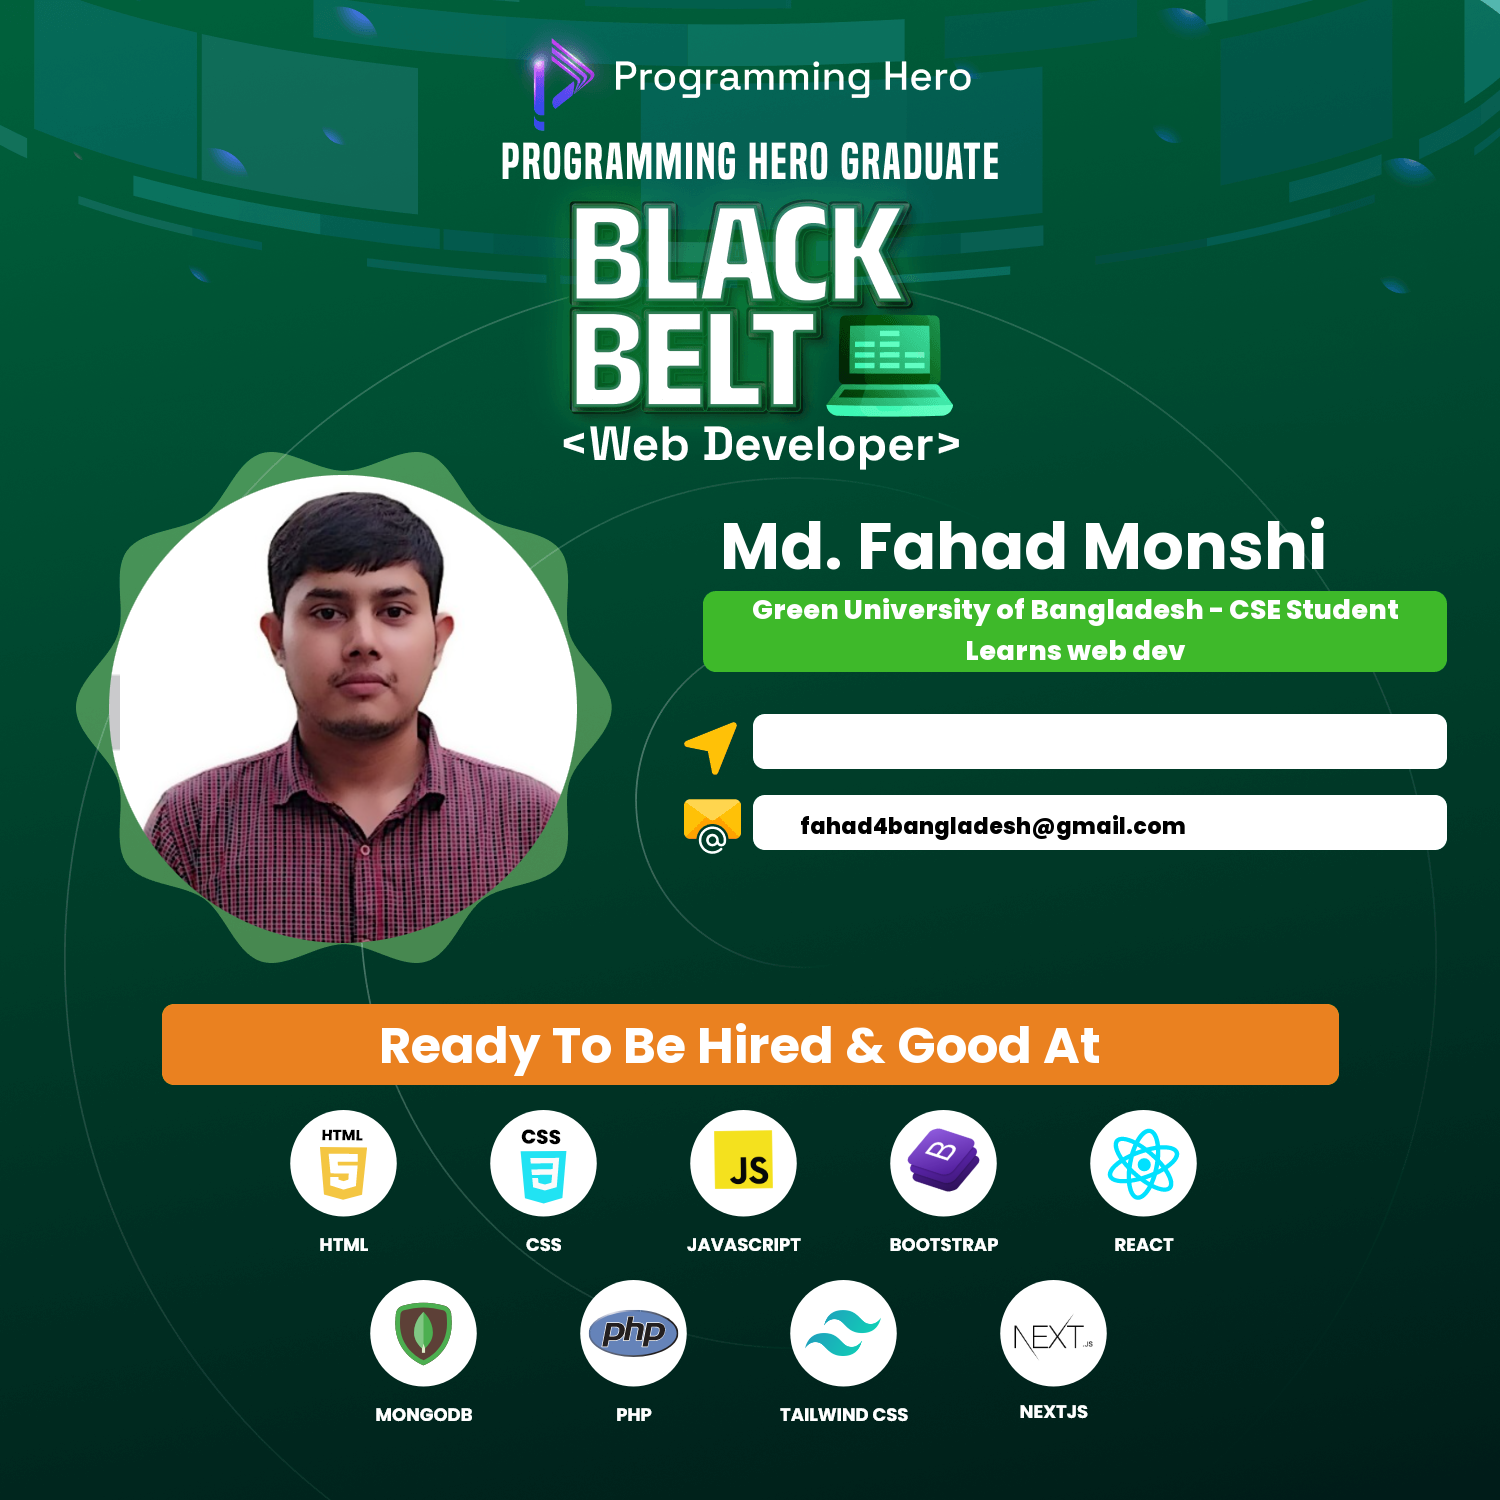 Programming Hero
PROGRAMMING HERO GRADUATE
BLACK
BELT
<Web Developer>
Md. Fahad Monshi
Green University of Bangladesh - CSE Student
Learns web dev
@
fahad4bangladesh@gmail.com
Ready To Be Hired & Good At
HTML
5
CSS
3
JS
B
HTML
CSS
JAVASCRIPT
BOOTSTRAP
REACT
php
NEXT.JS
MONGODB
PHP
TAILWIND CSS
NEXTJS